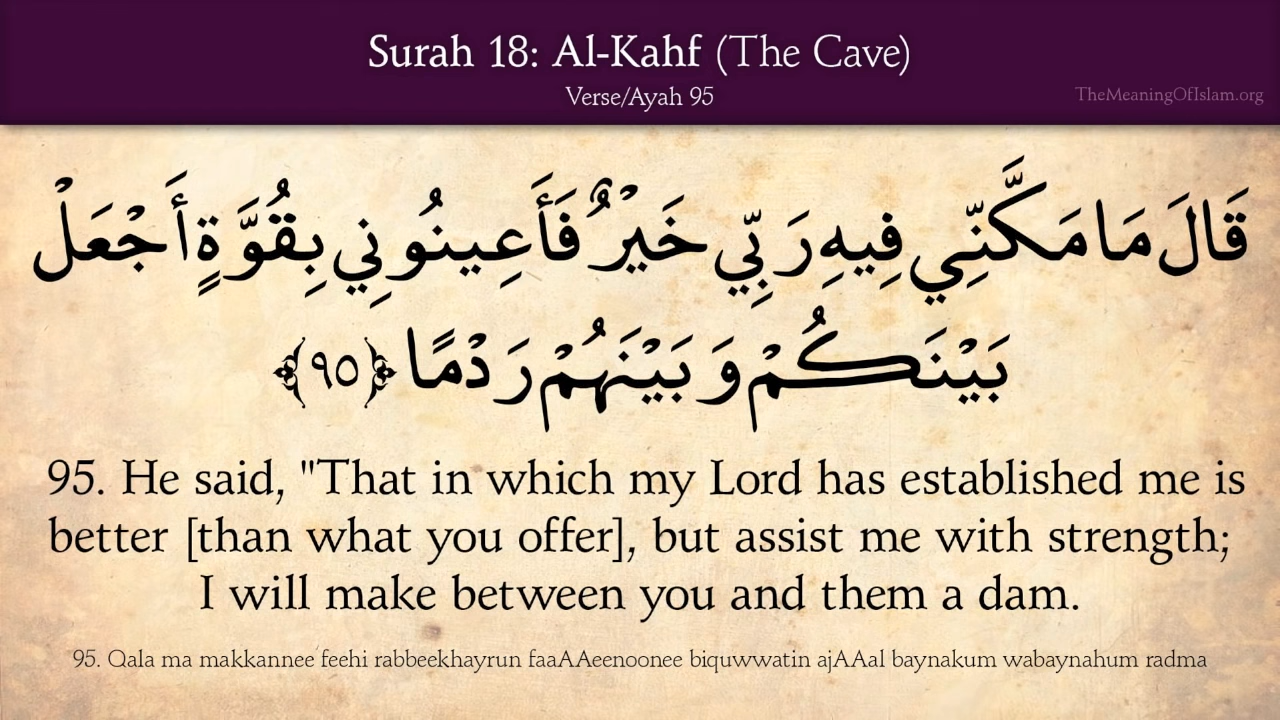 Surah 18: Al-Kahf (The Cave)
Verse/Ayah 95
TheMeaningOfIslam.org
قَالَ مَا مَكَّنِّي فِيهِ رَبِّي خَيْرٌ فَأَعِينُونِي بِقُوَّةٍ أَجْعَلْ
بَيْنَكُمْ وَبَيْنَهُمْ رَدْمًا ﴿٩٥﴾
95. He said, "That in which my Lord has established me is
better [than what you offer], but assist me with strength;
I will make between you and them a dam.
95. Qala ma makkannee feehi rabbeekhayrun faaAAeenoonee biquwwatin ajAAal baynakum wabaynahum radma